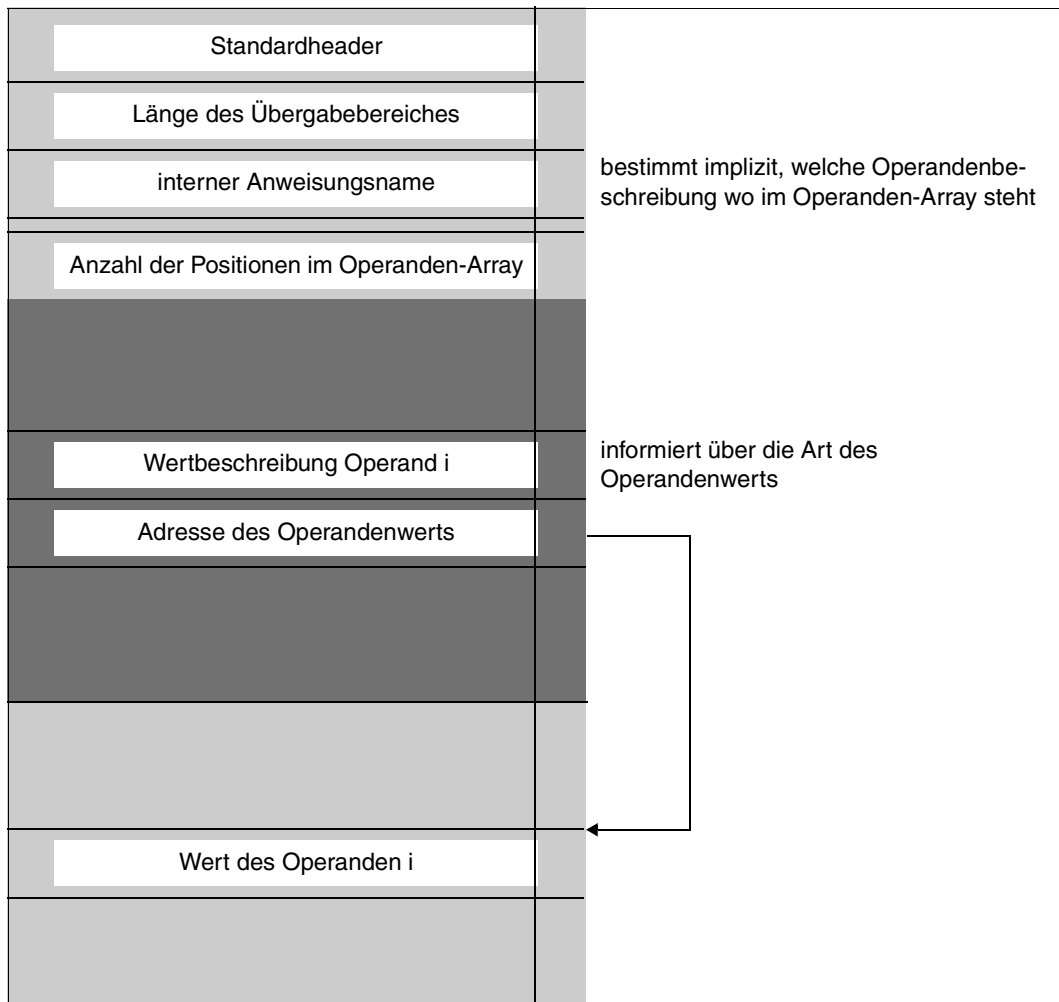 Standardheader
Länge des Übergabebereiches
interner Anweisungsname
bestimmt implizit, welche Operandenbe-
schreibung wo im Operanden-Array steht
Anzahl der Positionen im Operanden-Array
Wertbeschreibung Operand i
informiert über die Art des
Operandenwerts
Adresse des Operandenwerts
Wert des Operanden i